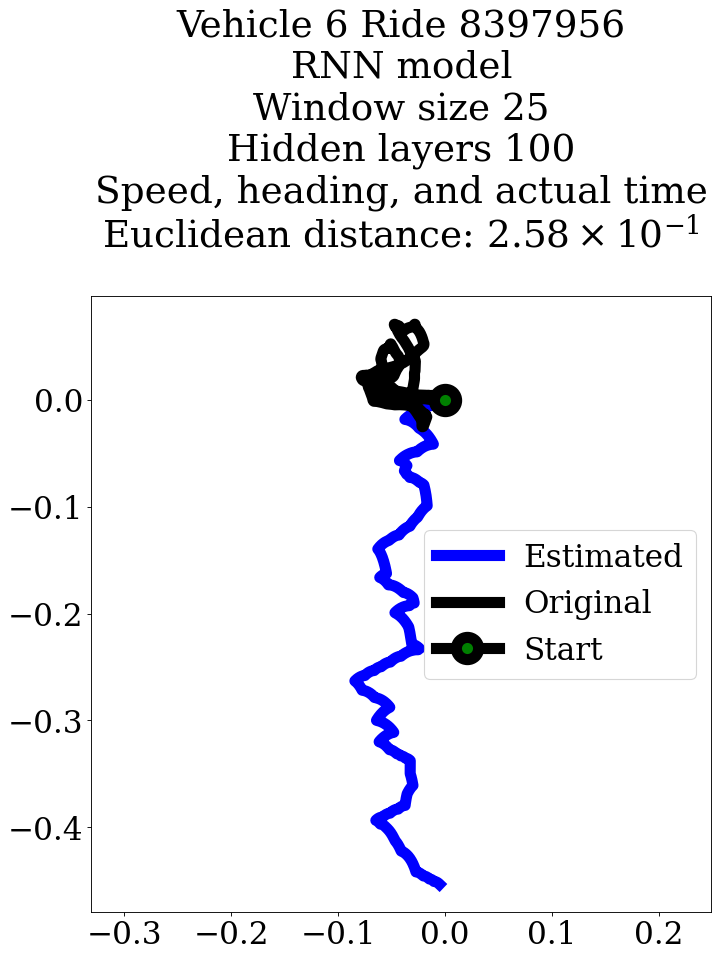 Vehicle 6 Ride 8397956
RNN model
Window size 25
Hidden layers 100
Speed, heading, and actual time
Euclidean distance: 2.58 × 10⁻¹
0.0
−0.1
−0.2
−0.3
−0.4
Estimated
Original
Start
−0.3 −0.2 −0.1 0.0 0.1 0.2